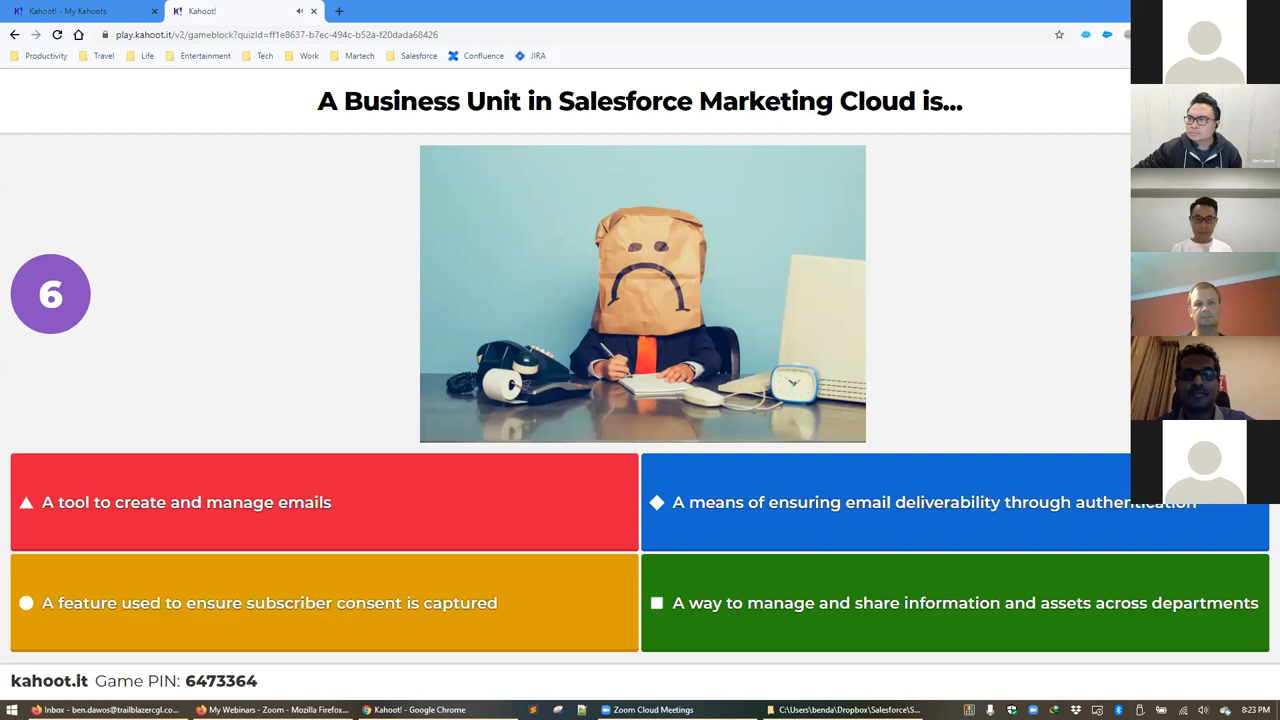 Kahoot! - My Kahoots
Kahoot!
play.kahoot.it/v2/gameblock?quizId=ff1e8637-b7ec-494c-b52a-f20dada68426
Productivity Travel Life Entertainment Tech Work Martech Salesforce Confluence JIRA
A Business Unit in Salesforce Marketing Cloud is...
6
A tool to create and manage emails
A means of ensuring email deliverability through authentication
A feature used to ensure subscriber consent is captured
A way to manage and share information and assets across departments
kahoot.it Game PIN: 6473364
Inbox - ben.dawos@trailblazercgl.co... My Webinars - Zoom - Mozilla Firefox... Kahoot! - Google Chrome Zoom Cloud Meetings C:\Users\benda\Dropbox\Salesforce\S... 8:23 PM